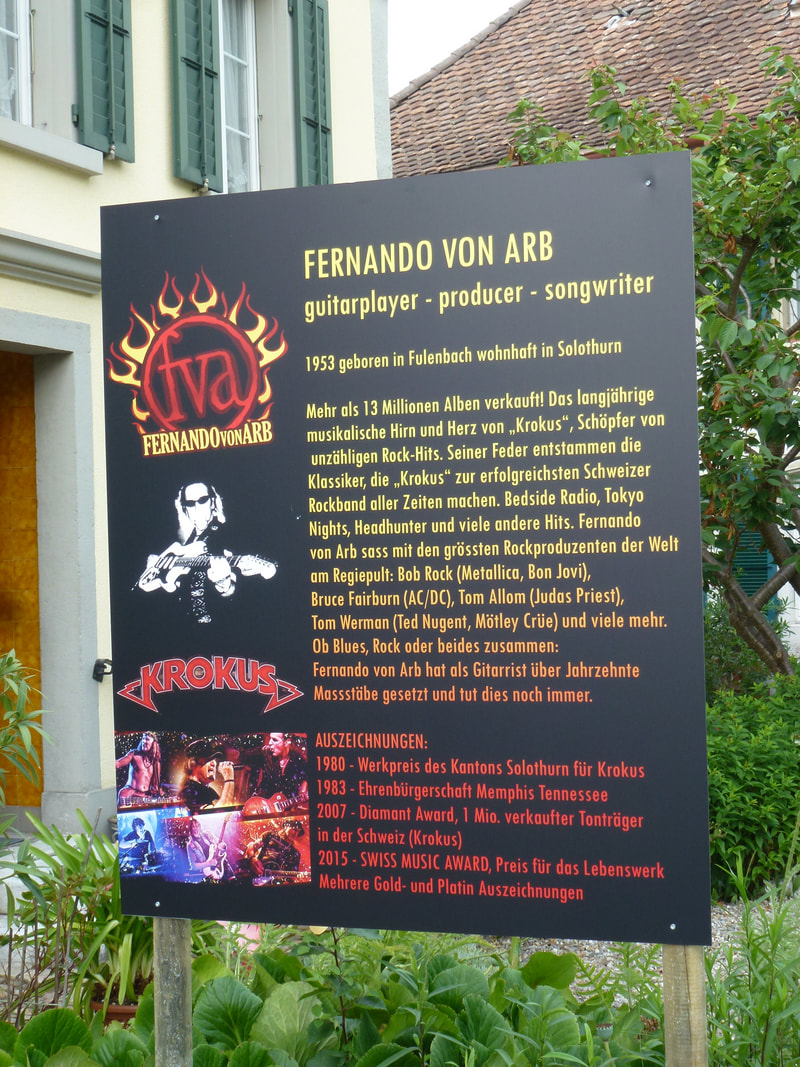 FERNANDO VON ARB
guitarplayer - producer - songwriter
1953 geboren in Fulenbach wohnhaft in Solothurn
Mehr als 13 Millionen Alben verkauft! Das langjährige
musikalische Hirn und Herz von „Krokus“, Schöpfer von
unzähligen Rock-Hits. Seiner Feder entstammen die
Klassiker, die „Krokus“ zur erfolgreichsten Schweizer
Rockband aller Zeiten machen. Bedside Radio, Tokyo
Nights, Headhunter und viele andere Hits. Fernando
von Arb sass mit den grössten Rockproduzenten der Welt
am Regiepult: Bob Rock (Metallica, Bon Jovi),
Bruce Fairburn (AC/DC), Tom Allom (Judas Priest),
Tom Werman (Ted Nugent, Mötley Crüe) und viele mehr.
Ob Blues, Rock oder beides zusammen:
Fernando von Arb hat als Gitarrist über Jahrzehnte
Massstäbe gesetzt und tut dies noch immer.
AUSZEICHNUNGEN:
1980 - Werkpreis des Kantons Solothurn für Krokus
1983 - Ehrenbürgerschaft Memphis Tennessee
2007 - Diamant Award, 1 Mio. verkaufter Tonträger
in der Schweiz (Krokus)
2015 - SWISS MUSIC AWARD, Preis für das Lebenswerk
Mehrere Gold- und Platin Auszeichnungen
fva
FERNANDO VON ARB
KROKUS